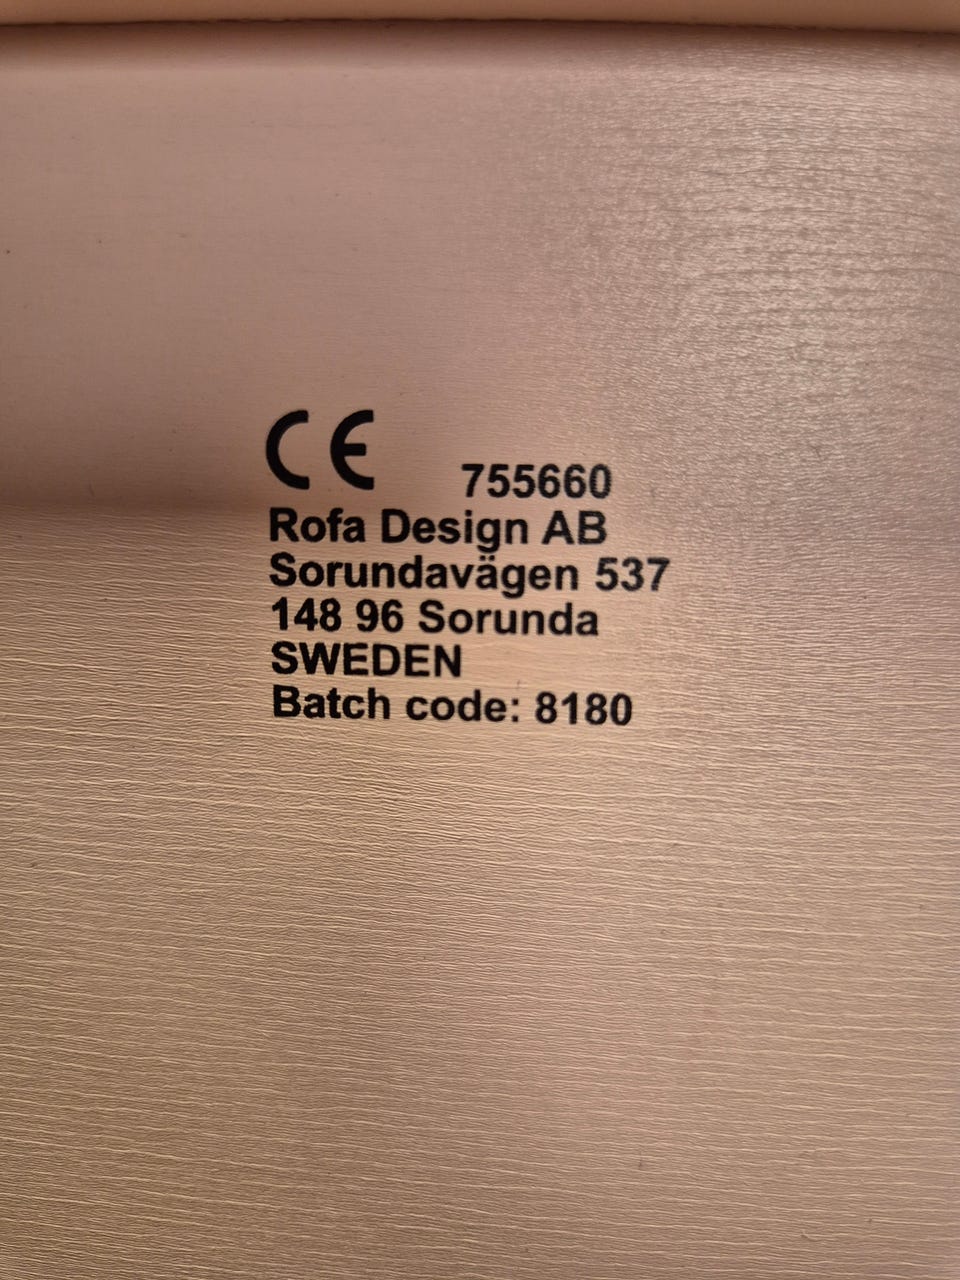 CE 755660
Rofa Design AB
Sorundavägen 537
148 96 Sorunda
SWEDEN
Batch code: 8180